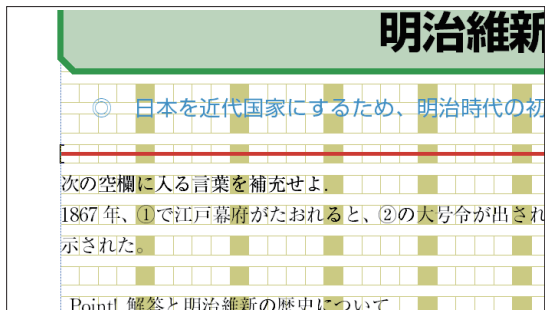 明治維新
◎ 日本を近代国家にするため、明治時代の初
次の空欄に入る言葉を補充せよ.
1867年、①で江戸幕府がたおれると、②の大号令が出され
示された。
Point! 解答と明治維新の歴史について